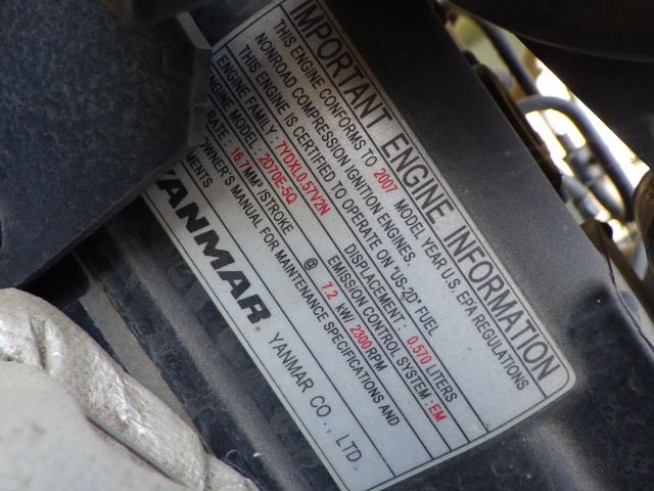 IMPORTANT ENGINE INFORMATION
THIS ENGINE CONFORMS TO 2007 MODEL YEAR U.S. EPA REGULATIONS
NONROAD COMPRESSION IGNITION ENGINES.
THIS ENGINE IS CERTIFIED TO OPERATE ON "US-2D" FUEL
ENGINE FAMILY : 7YDXL0.57V2N DISPLACEMENT : 0.570 LITERS
MODEL: 2D70E-5Q EMISSION CONTROL SYSTEM : EM
RATE : 16.7 MM³ /STROKE @ 7.2 kW/ 2300 RPM
OWNER'S MANUAL FOR MAINTENANCE SPECIFICATIONS AND
YANMAR. YANMAR CO., LTD.